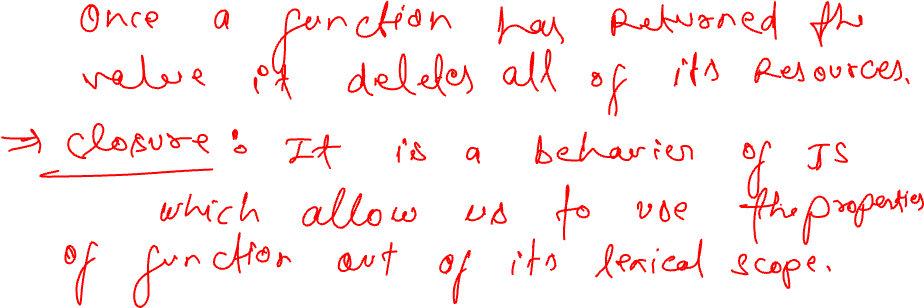 Once a function has Returned the
value it deletes all of its Resources.
⇒ closure : It is a behavior of JS
which allow us to use the properties
of function out of its lexical scope.